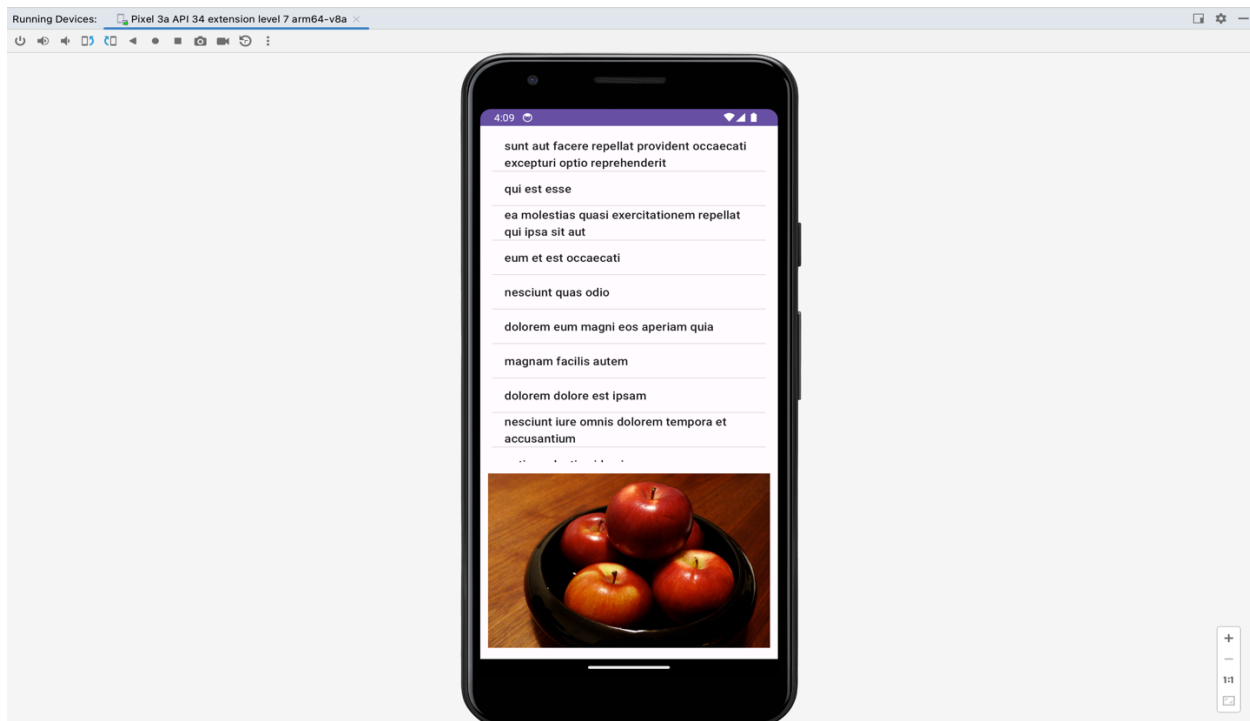 Running Devices: Pixel 3a API 34 extension level 7 arm64-v8a
4:09
sunt aut facere repellat provident occaecati
excepturi optio reprehenderit
qui est esse
ea molestias quasi exercitationem repellat
qui ipsa sit aut
eum et est occaecati
nesciunt quas odio
dolorem eum magni eos aperiam quia
magnam facilis autem
dolorem dolore est ipsam
nesciunt iure omnis dolorem tempora et
accusantium
1:1